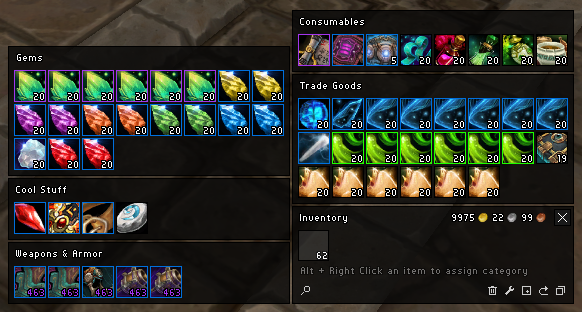 Gems
20 20 20 20 20 20 20 20
20 20 20 20 20 20 20 20
20 20 20
Cool Stuff
Weapons & Armor
463 463 463 463 463
Consumables
5 20 20 20 20 20
Trade Goods
20 20 20 20 20 20 20 20
20 20 20 20 20 20 19
20 20 20 20 20 20
Inventory 9975 22 99
62
Alt + Right Click an item to assign category